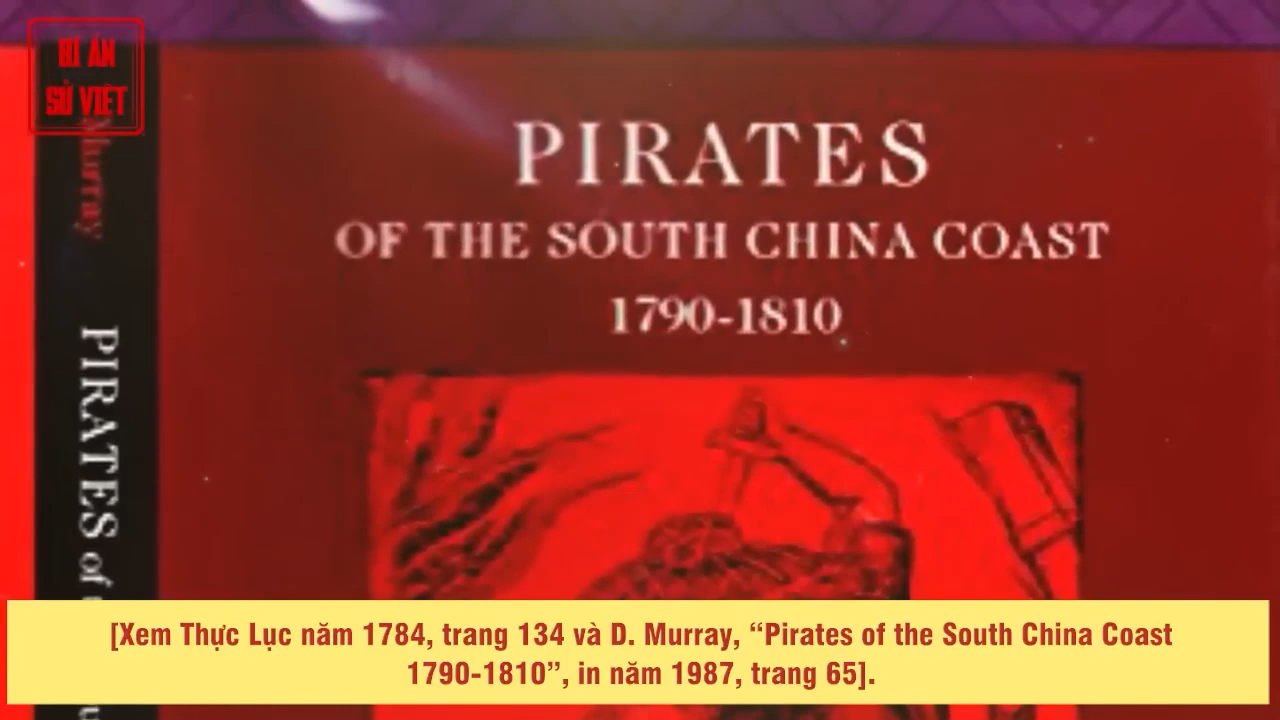 BÍ ẨN
SỬ VIỆT
Murray
PIRATES of
PIRATES
OF THE SOUTH CHINA COAST
1790-1810
[Xem Thực Lục năm 1784, trang 134 và D. Murray, “Pirates of the South China Coast
1790-1810”, in năm 1987, trang 65].